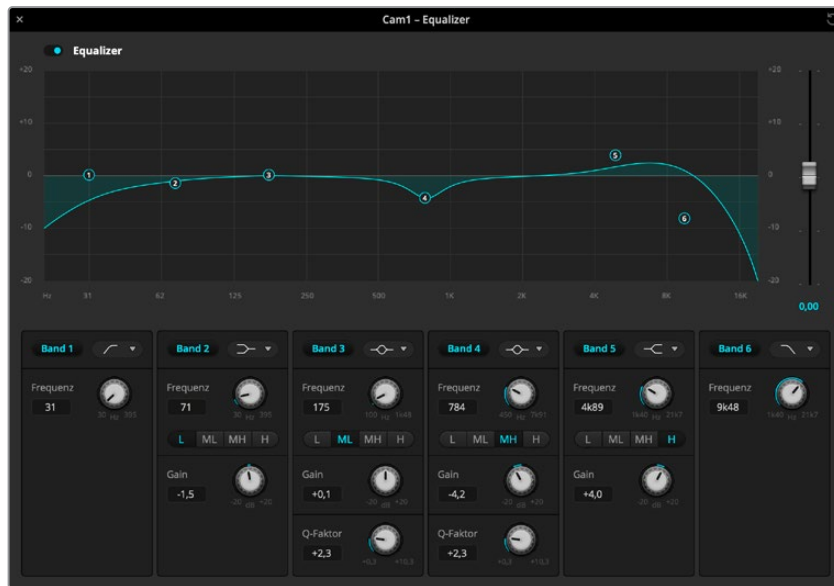 Cam1 – Equalizer
Equalizer
+20 +20
+10 +10
0 0
-10 -10
-20 -20
Hz 31 62 125 250 500 1K 2K 4K 8K 16K
1 2 3 4 5 6
0,00
Band 1 Band 2 Band 3 Band 4 Band 5 Band 6
Frequenz Frequenz Frequenz Frequenz Frequenz Frequenz
31 71 175 784 4k89 9k48
30 Hz 395 30 Hz 395 100 Hz 1k48 450 Hz 7k91 1k40 Hz 21k7 1k40 Hz 21k7
L ML MH H L ML MH H L ML MH H L ML MH H
Gain Gain Gain Gain
-1,5 +0,1 -4,2 +4,0
-20 dB +20 -20 dB +20 -20 dB +20 -20 dB +20
Q-Faktor Q-Faktor
+2,3 +2,3
+0,3 +10,3 +0,3 +10,3